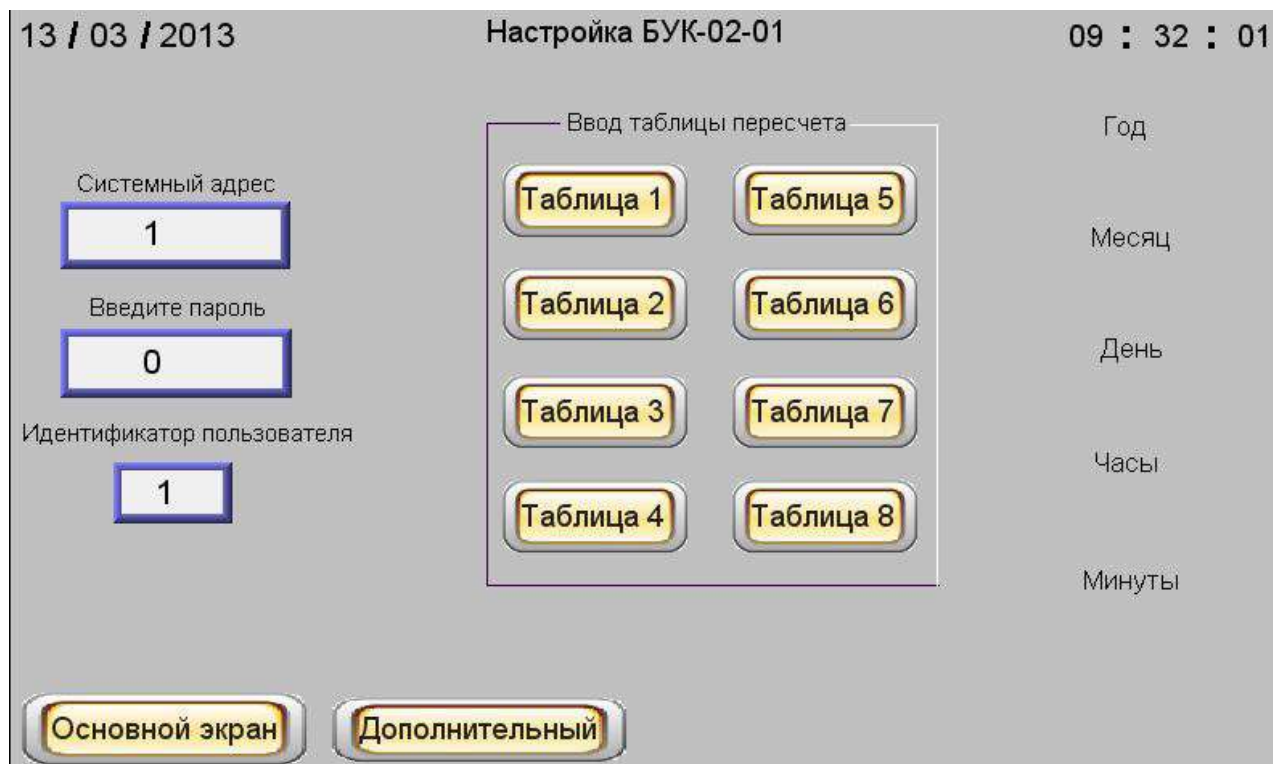 13 / 03 / 2013 Настройка БУК-02-01 09 : 32 : 01
Ввод таблицы пересчета
Год
Системный адрес
1
Таблица 1 Таблица 5
Месяц
Введите пароль
0
Таблица 2 Таблица 6
День
Идентификатор пользователя
1
Таблица 3 Таблица 7
Часы
Таблица 4 Таблица 8
Минуты
Основной экран Дополнительный